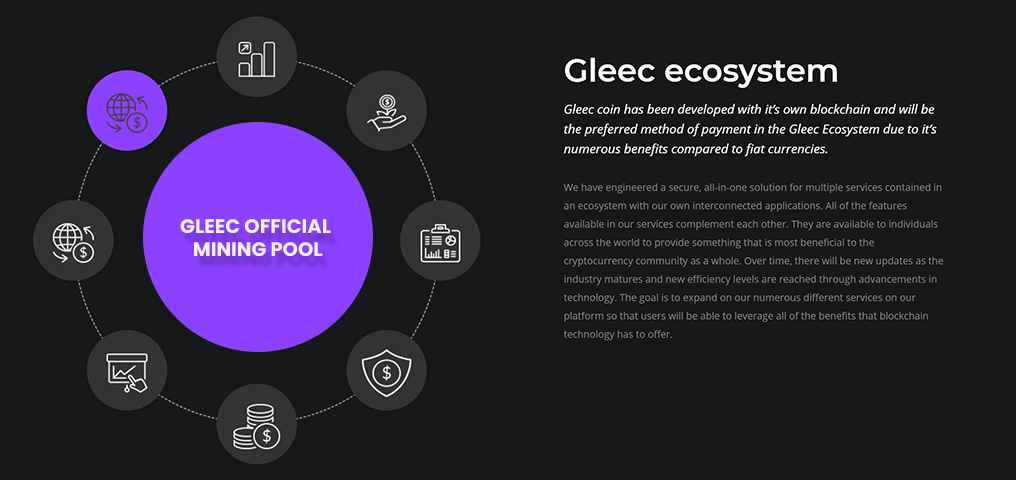 GLEEC OFFICIAL
MINING POOL
Gleec ecosystem
Gleec coin has been developed with it's own blockchain and will be
the preferred method of payment in the Gleec Ecosystem due to it's
numerous benefits compared to fiat currencies.
We have engineered a secure, all-in-one solution for multiple services contained in
an ecosystem with our own interconnected applications. All of the features
available in our services complement each other. They are available to individuals
across the world to provide something that is most beneficial to the
cryptocurrency community as a whole. Over time, there will be new updates as the
industry matures and new efficiency levels are reached through advancements in
technology. The goal is to expand on our numerous different services on our
platform so that users will be able to leverage all of the benefits that blockchain
technology has to offer.